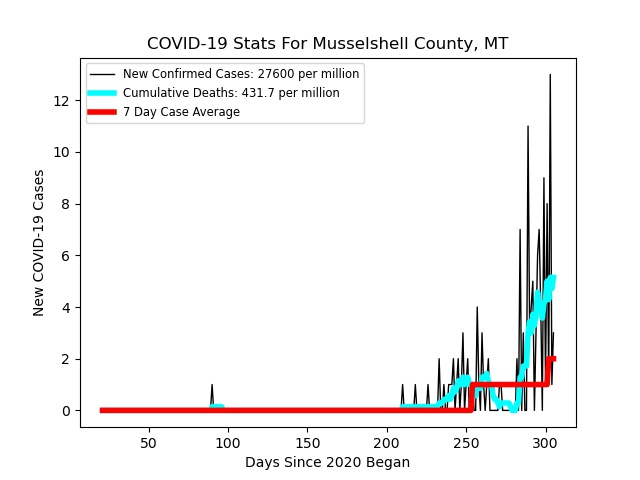 COVID-19 Stats For Musselshell County, MT
New Confirmed Cases: 27600 per million
Cumulative Deaths: 431.7 per million
7 Day Case Average
New COVID-19 Cases
12
10
8
6
4
2
0
50 100 150 200 250 300
Days Since 2020 Began